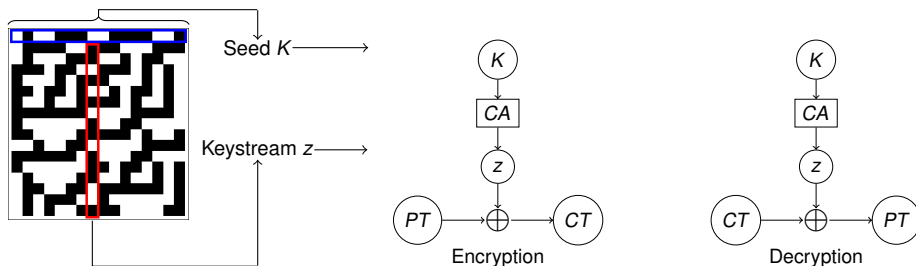 Seed K
Keystream z
K
CA
z
PT
CT
Encryption
K
CA
z
CT
PT
Decryption